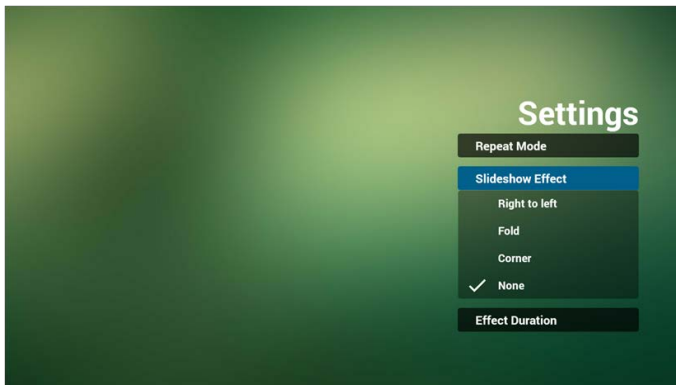 Settings
Repeat Mode
Slideshow Effect
Right to left
Fold
Corner
None
Effect Duration